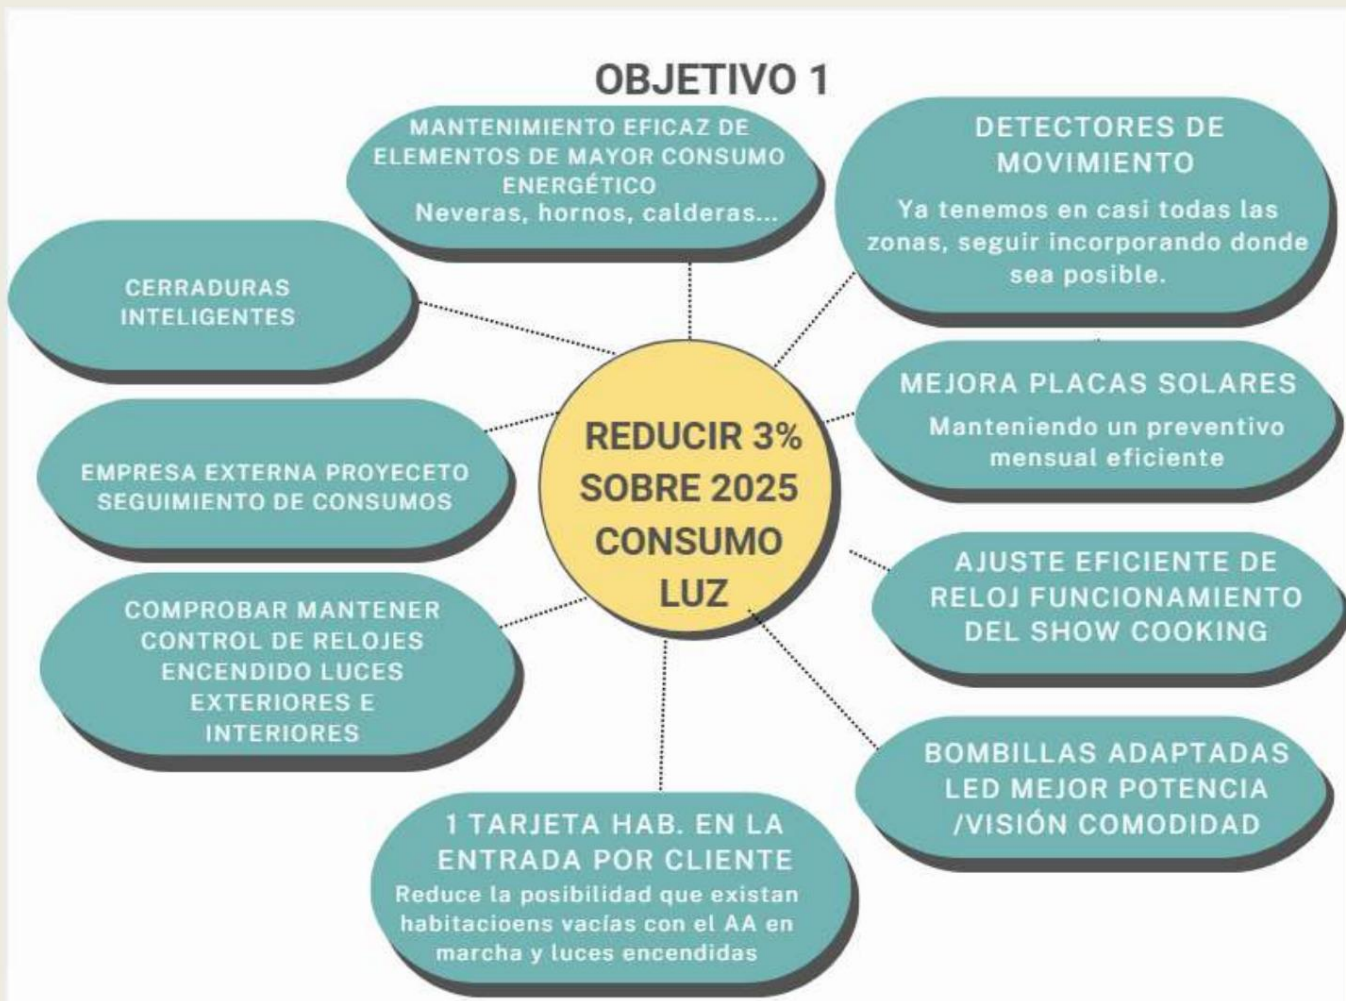 OBJETIVO 1
MANTENIMIENTO EFICAZ DE
ELEMENTOS DE MAYOR CONSUMO
ENERGÉTICO
Neveras, hornos, calderas...
DETECTORES DE
MOVIMIENTO
Ya tenemos en casi todas las
zonas, seguir incorporando donde
sea posible.
CERRADURAS
INTELIGENTES
MEJORA PLACAS SOLARES
Manteniendo un preventivo
mensual eficiente
REDUCIR 3%
SOBRE 2025
CONSUMO
LUZ
EMPRESA EXTERNA PROYECETO
SEGUIMIENTO DE CONSUMOS
AJUSTE EFICIENTE DE
RELOJ FUNCIONAMIENTO
DEL SHOW COOKING
COMPROBAR MANTENER
CONTROL DE RELOJES
ENCENDIDO LUCES
EXTERIORES E
INTERIORES
BOMBILLAS ADAPTADAS
LED MEJOR POTENCIA
/VISIÓN COMODIDAD
1 TARJETA HAB. EN LA
ENTRADA POR CLIENTE
Reduce la posibilidad que existan
habitacioens vacías con el AA en
marcha y luces encendidas